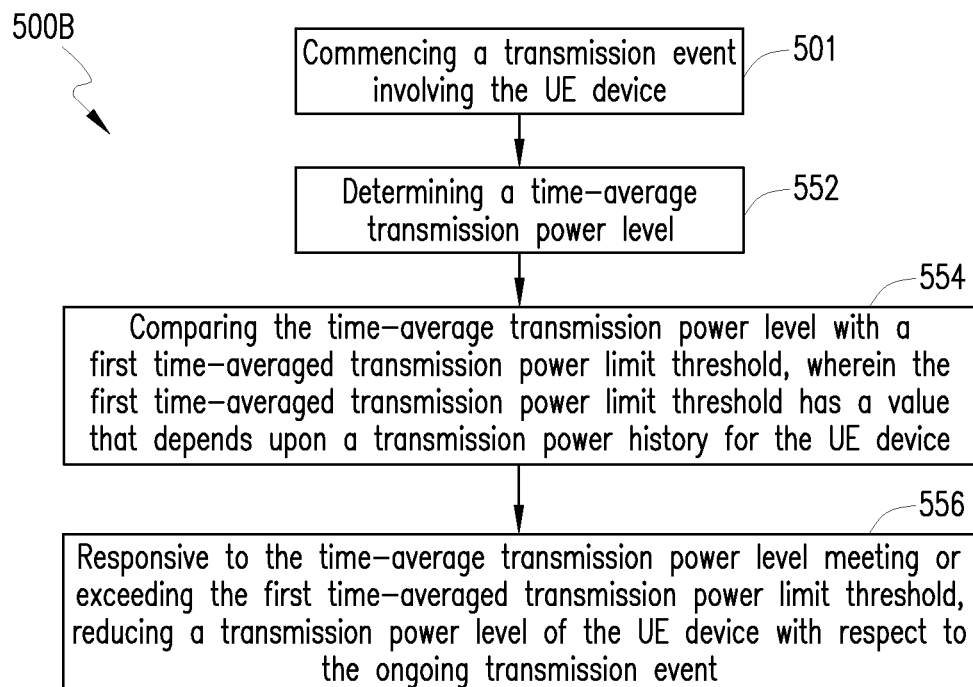 500B
Commencing a transmission event
involving the UE device
501
Determining a time-average
transmission power level
552
554
Comparing the time-average transmission power level with a
first time-averaged transmission power limit threshold, wherein the
first time-averaged transmission power limit threshold has a value
that depends upon a transmission power history for the UE device
556
Responsive to the time-average transmission power level meeting or
exceeding the first time-averaged transmission power limit threshold,
reducing a transmission power level of the UE device with respect to
the ongoing transmission event